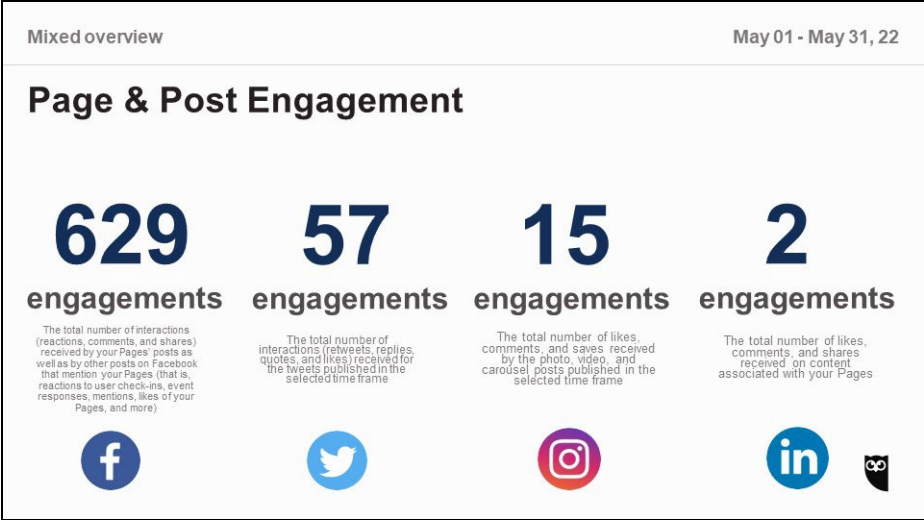 Mixed overview
May 01 - May 31, 22
Page & Post Engagement
629
engagements
The total number of interactions
(reactions, comments, and shares)
received by your Pages' posts as
well as by other posts on Facebook
that mention your Pages (that is,
reactions to user check-ins, event
responses, mentions, likes of your
Pages, and more)
57
engagements
The total number of
interactions (retweets, replies,
quotes, and likes) received for
the tweets published in the
selected time frame
15
engagements
The total number of likes,
comments, and saves received
by the photo, video, and
carousel posts published in the
selected time frame
2
engagements
The total number of likes,
comments, and shares
received on content
associated with your Pages
f
in